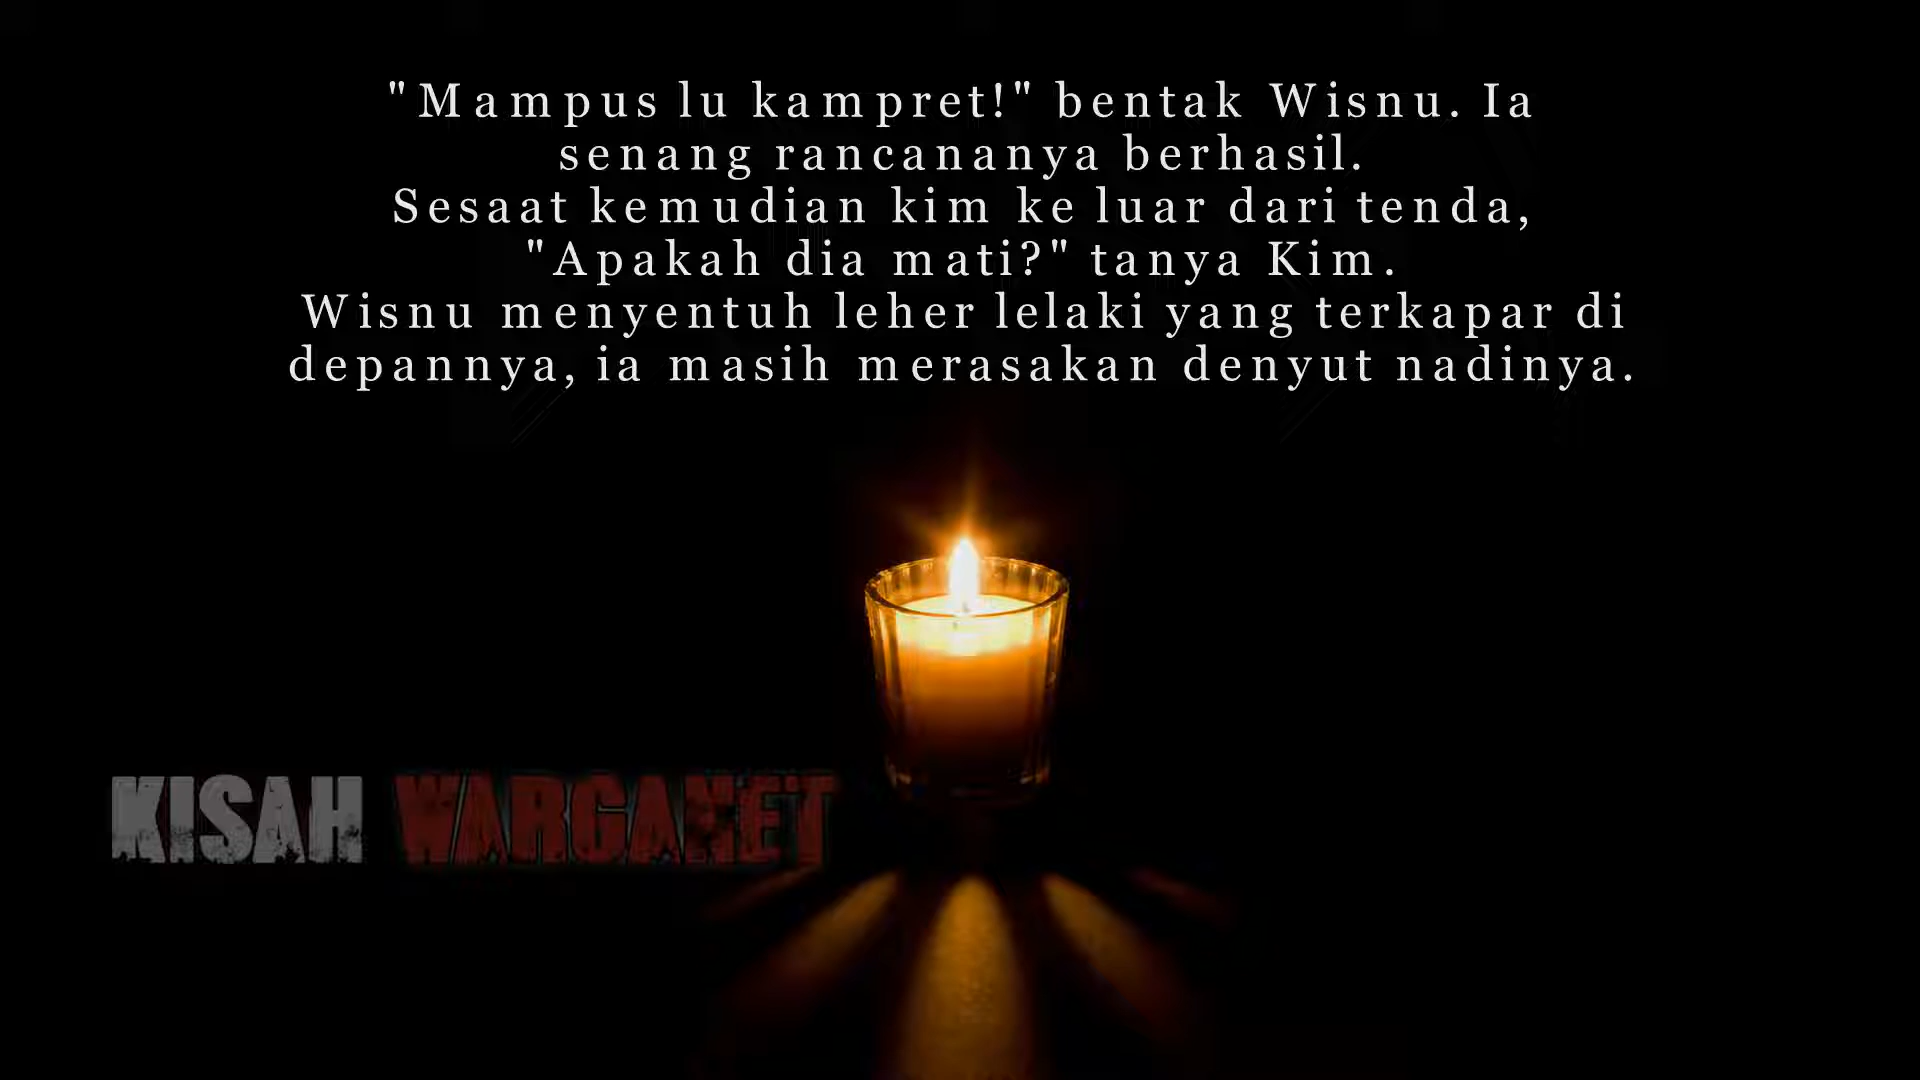 "Mampus lu kampret!" bentak Wisnu. Ia
senang rancananya berhasil.
Sesaat kemudian kim ke luar dari tenda,
"Apakah dia mati?" tanya Kim.
Wisnu menyentuh leher lelaki yang terkapar di
depannya, ia masih merasakan denyut nadinya.
KISAH WARGANET